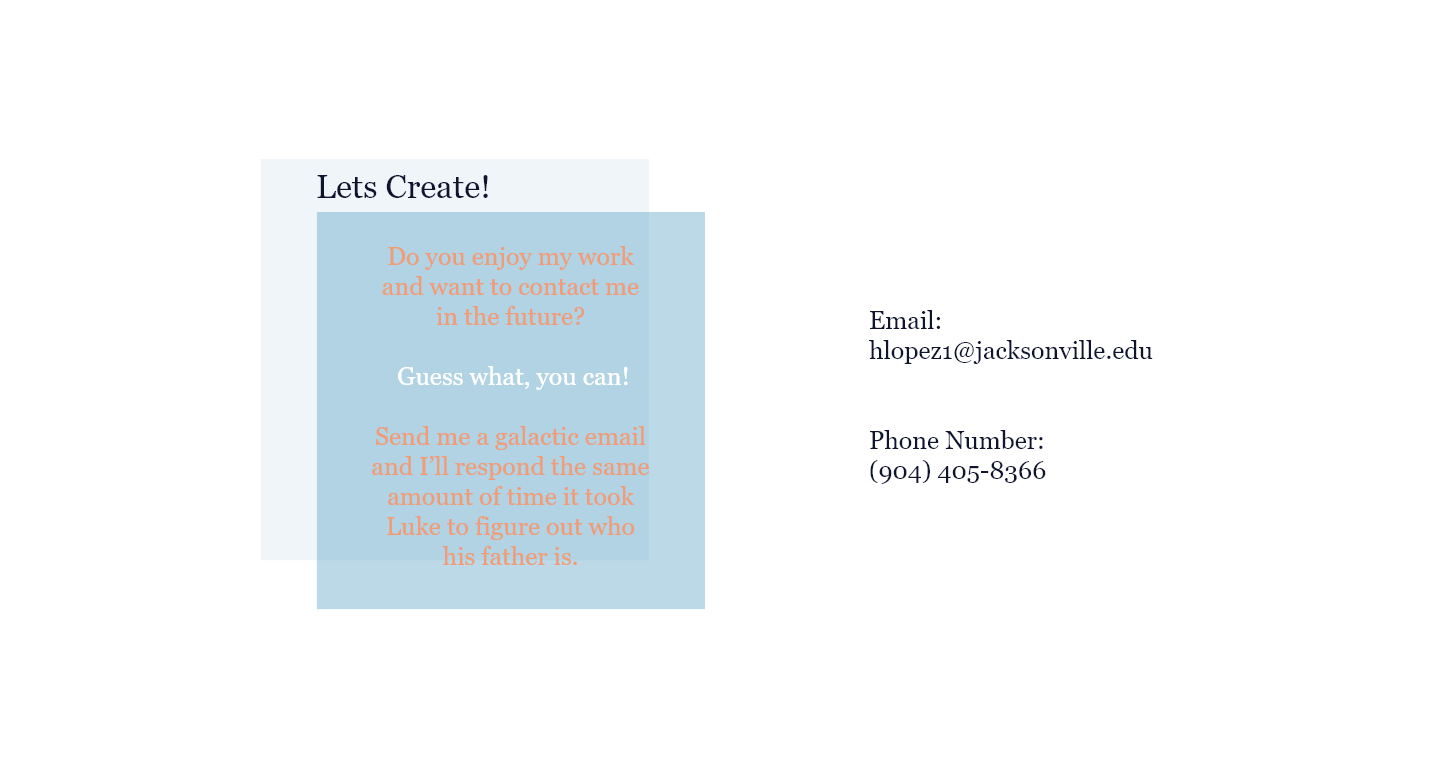 Lets Create!
Do you enjoy my work
and want to contact me
in the future?
Guess what, you can!
Send me a galactic email
and I’ll respond the same
amount of time it took
Luke to figure out who
his father is.
Email:
hlopez1@jacksonville.edu
Phone Number:
(904) 405-8366